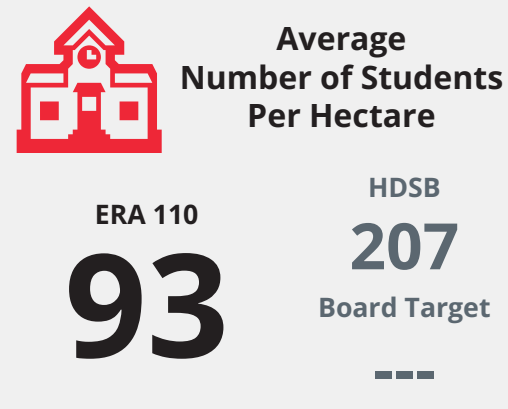 Average
Number of Students
Per Hectare
ERA 110
93
HDSB
207
Board Target
---